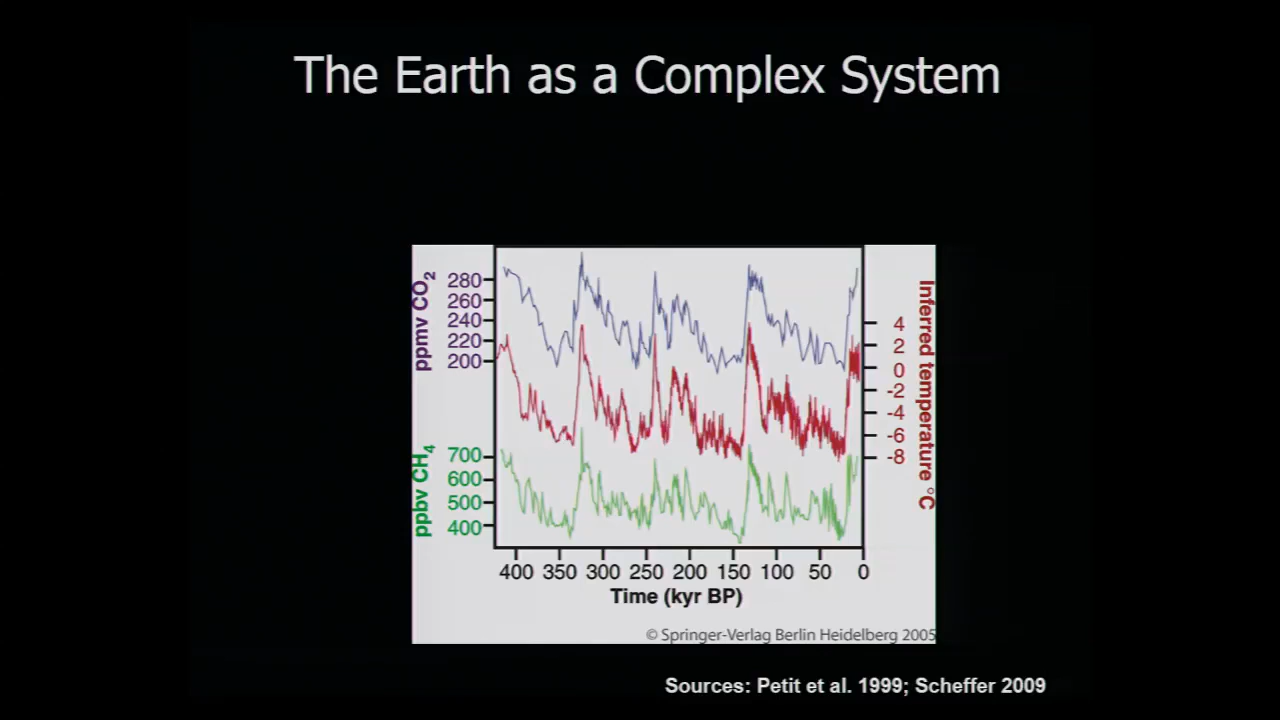 The Earth as a Complex System
ppmv CO2
280
260
240
220
200
ppbv CH4
700
600
500
400
4
2
0
-2
-4
-6
-8
Inferred temperature °C
400 350 300 250 200 150 100 50 0
Time (kyr BP)
© Springer-Verlag Berlin Heidelberg 2005
Sources: Petit et al. 1999; Scheffer 2009